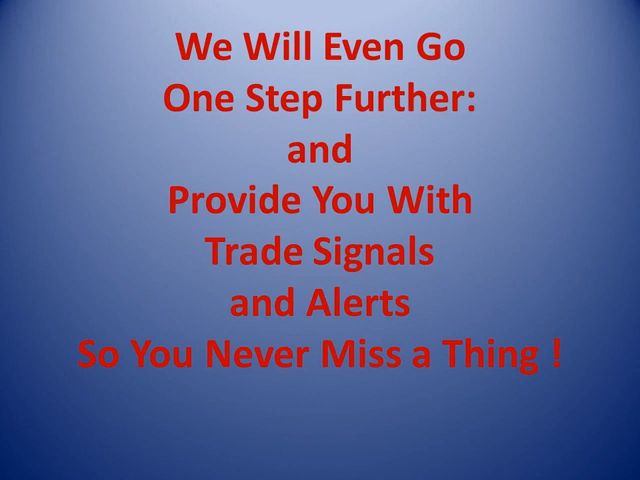 We Will Even Go
One Step Further:
and
Provide You With
Trade Signals
and Alerts
So You Never Miss a Thing !